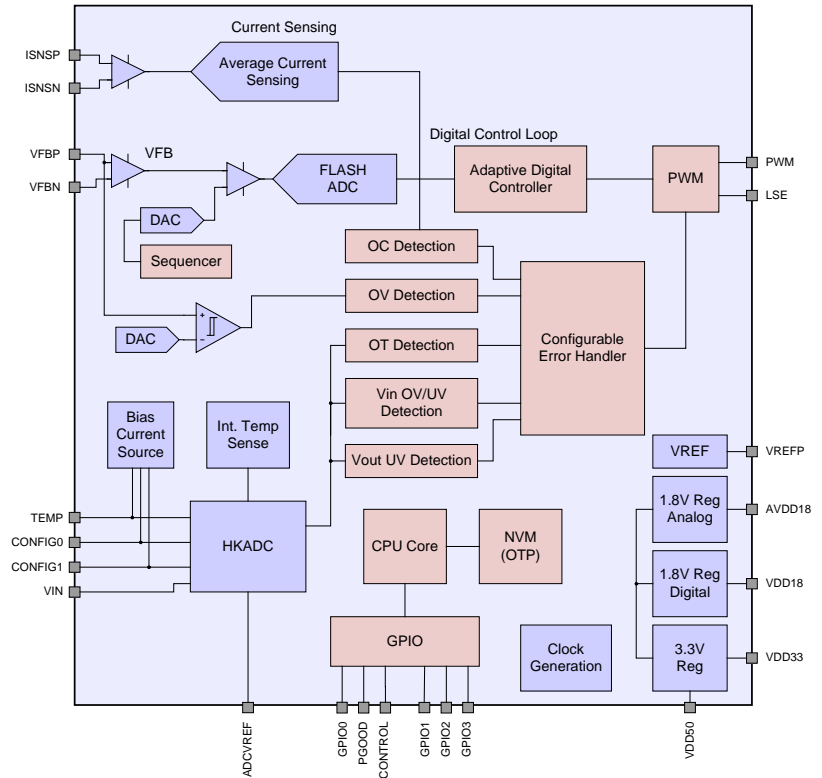 Current Sensing
ISNSP
ISNSN
Average Current
Sensing
VFBP
VFBN
VFB
FLASH
ADC
DAC
Sequencer
Digital Control Loop
Adaptive Digital
Controller
PWM
PWM
LSE
OC Detection
OV Detection
OT Detection
Vin OV/UV
Detection
Vout UV Detection
Configurable
Error Handler
+
-
DAC
Bias
Current
Source
Int. Temp
Sense
TEMP
CONFIG0
CONFIG1
VIN
HKADC
CPU Core
NVM
(OTP)
GPIO
Clock
Generation
VREF
VREFP
1.8V Reg
Analog
AVDD18
1.8V Reg
Digital
VDD18
3.3V
Reg
VDD33
ADCVREF
GPIO0
PGOOD
CONTROL
GPIO1
GPIO2
GPIO3
VDD50